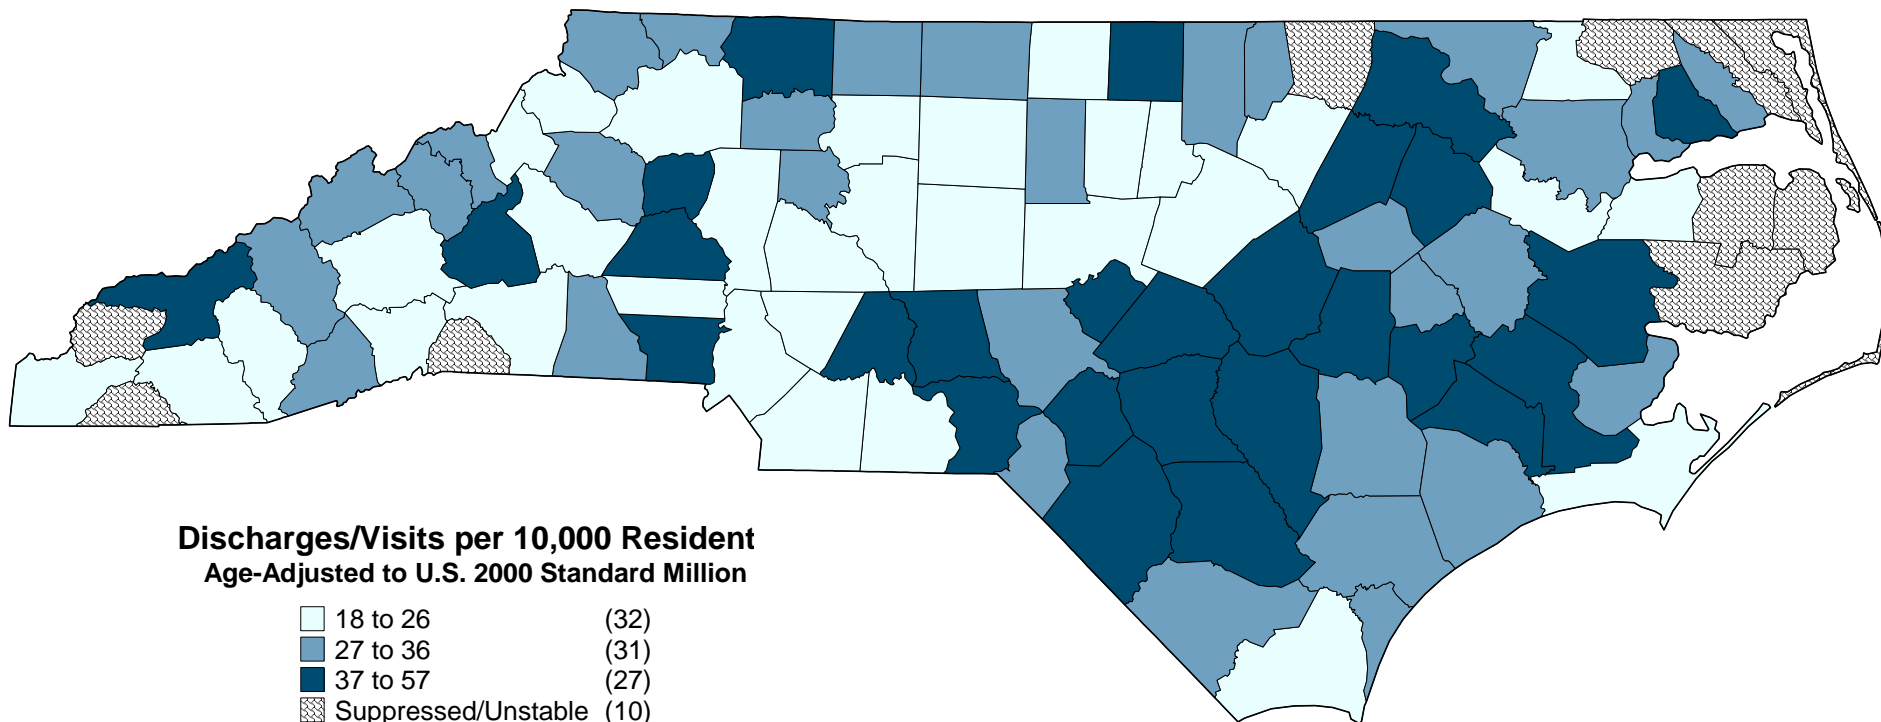 Discharges/Visits per 10,000 Resident
Age-Adjusted to U.S. 2000 Standard Million
18 to 26 (32)
27 to 36 (31)
37 to 57 (27)
Suppressed/Unstable (10)